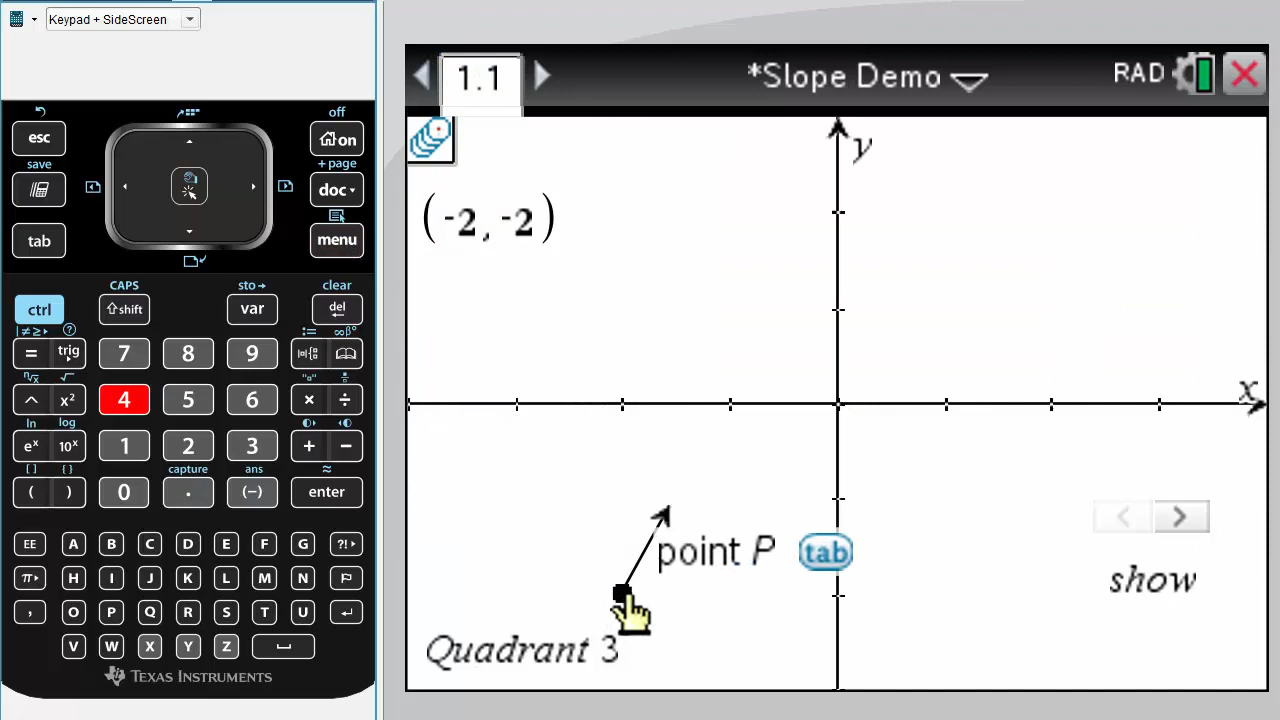 Keypad + SideScreen
1.1 *Slope Demo RAD
y
(-2, -2)
x
point P tab
show
Quadrant 3
off
esc on
save + page
doc
tab menu
CAPS sto→ clear
ctrl ⇧shift var del
|≠≥▸ ? := ∞β°
= trig 7 8 9
ⁿ√x √ "□"
^ x² 4 5 6 × ÷
ln log
eˣ 10ˣ 1 2 3 + −
[ ] { } capture ans ≈
( ) 0 . (−) enter
EE A B C D E F G ?!▸
π▸ H I J K L M N
, O P Q R S T U ↵
V W X Y Z
TEXAS INSTRUMENTS